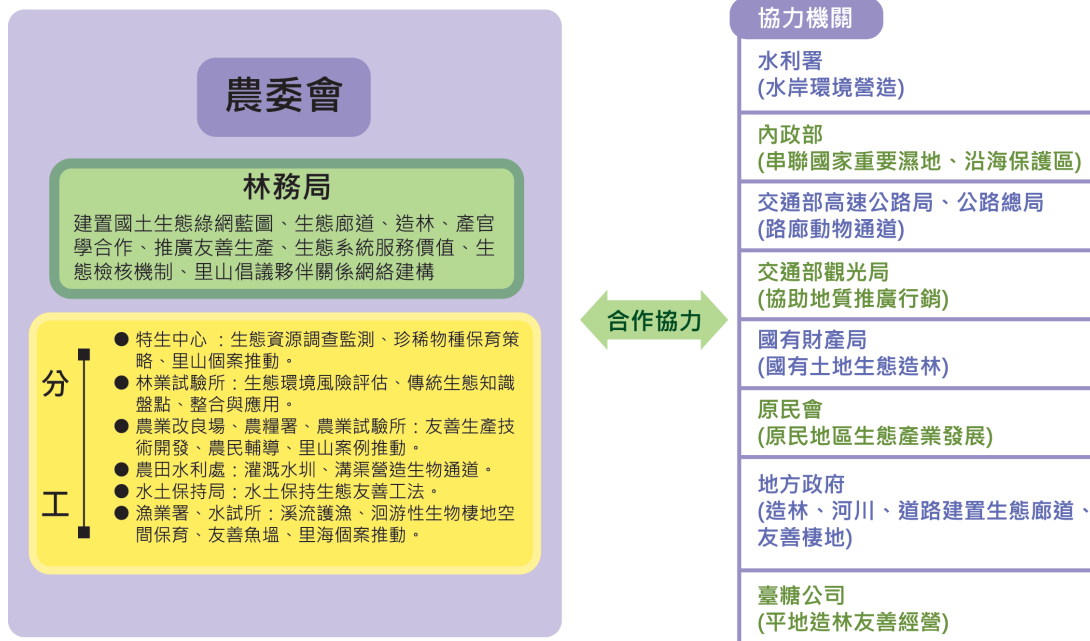 農委會
林務局
建置國土生態綠網藍圖、生態廊道、造林、產官
學合作、推廣友善生產、生態系統服務價值、生
態檢核機制、里山倡議夥伴關係網絡建構
分
工
● 特生中心：生態資源調查監測、珍稀物種保育策
略、里山個案推動。
● 林業試驗所：生態環境風險評估、傳統生態知識
盤點、整合與應用。
● 農業改良場、農糧署、農業試驗所：友善生產技
術開發、農民輔導、里山案例推動。
● 農田水利處：灌溉水圳、溝渠營造生物通道。
● 水土保持局：水土保持生態友善工法。
● 漁業署、水試所：溪流護漁、洄游性生物棲地空
間保育、友善魚塭、里海個案推動。
合作協力
協力機關
水利署
(水岸環境營造)
內政部
(串聯國家重要濕地、沿海保護區)
交通部高速公路局、公路總局
(路廊動物通道)
交通部觀光局
(協助地質推廣行銷)
國有財產局
(國有土地生態造林)
原民會
(原民地區生態產業發展)
地方政府
(造林、河川、道路建置生態廊道、
友善棲地)
臺糖公司
(平地造林友善經營)